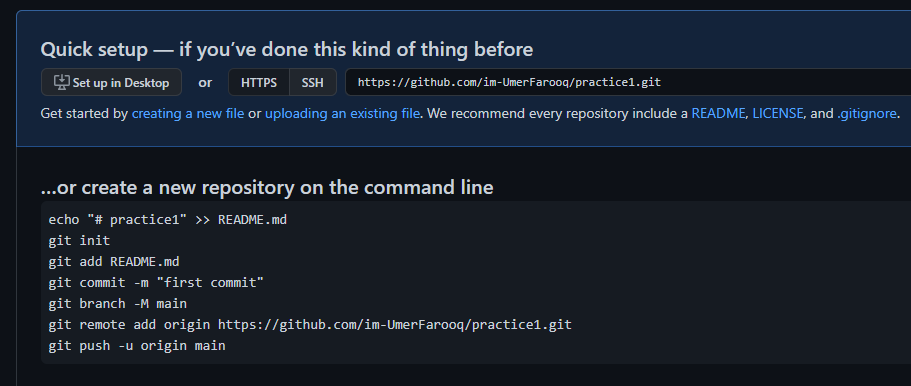 Quick setup — if you’ve done this kind of thing before
Set up in Desktop or HTTPS SSH https://github.com/im-UmerFarooq/practice1.git
Get started by creating a new file or uploading an existing file. We recommend every repository include a README, LICENSE, and .gitignore.
…or create a new repository on the command line
echo "# practice1" >> README.md
git init
git add README.md
git commit -m "first commit"
git branch -M main
git remote add origin https://github.com/im-UmerFarooq/practice1.git
git push -u origin main